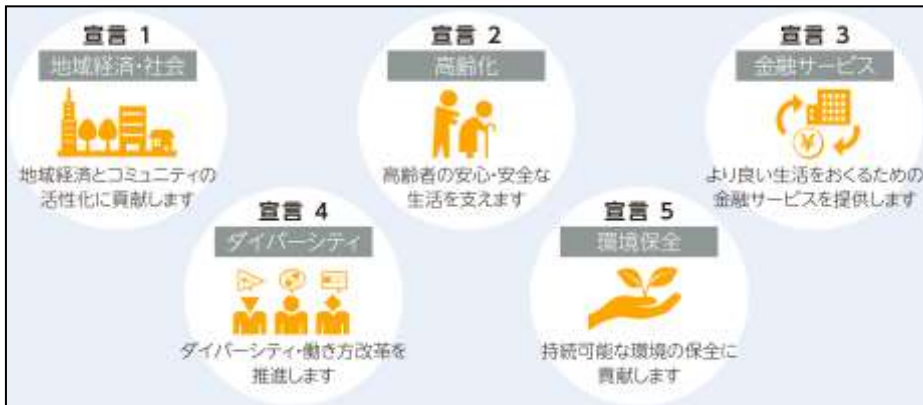 宣言 1
地域経済・社会
地域経済とコミュニティの
活性化に貢献します
宣言 2
高齢化
高齢者の安心・安全な
生活を支えます
宣言 3
金融サービス
¥
より良い生活をおくるための
金融サービスを提供します
宣言 4
ダイバーシティ
ダイバーシティ・働き方改革を
推進します
宣言 5
環境保全
持続可能な環境の保全に
貢献します